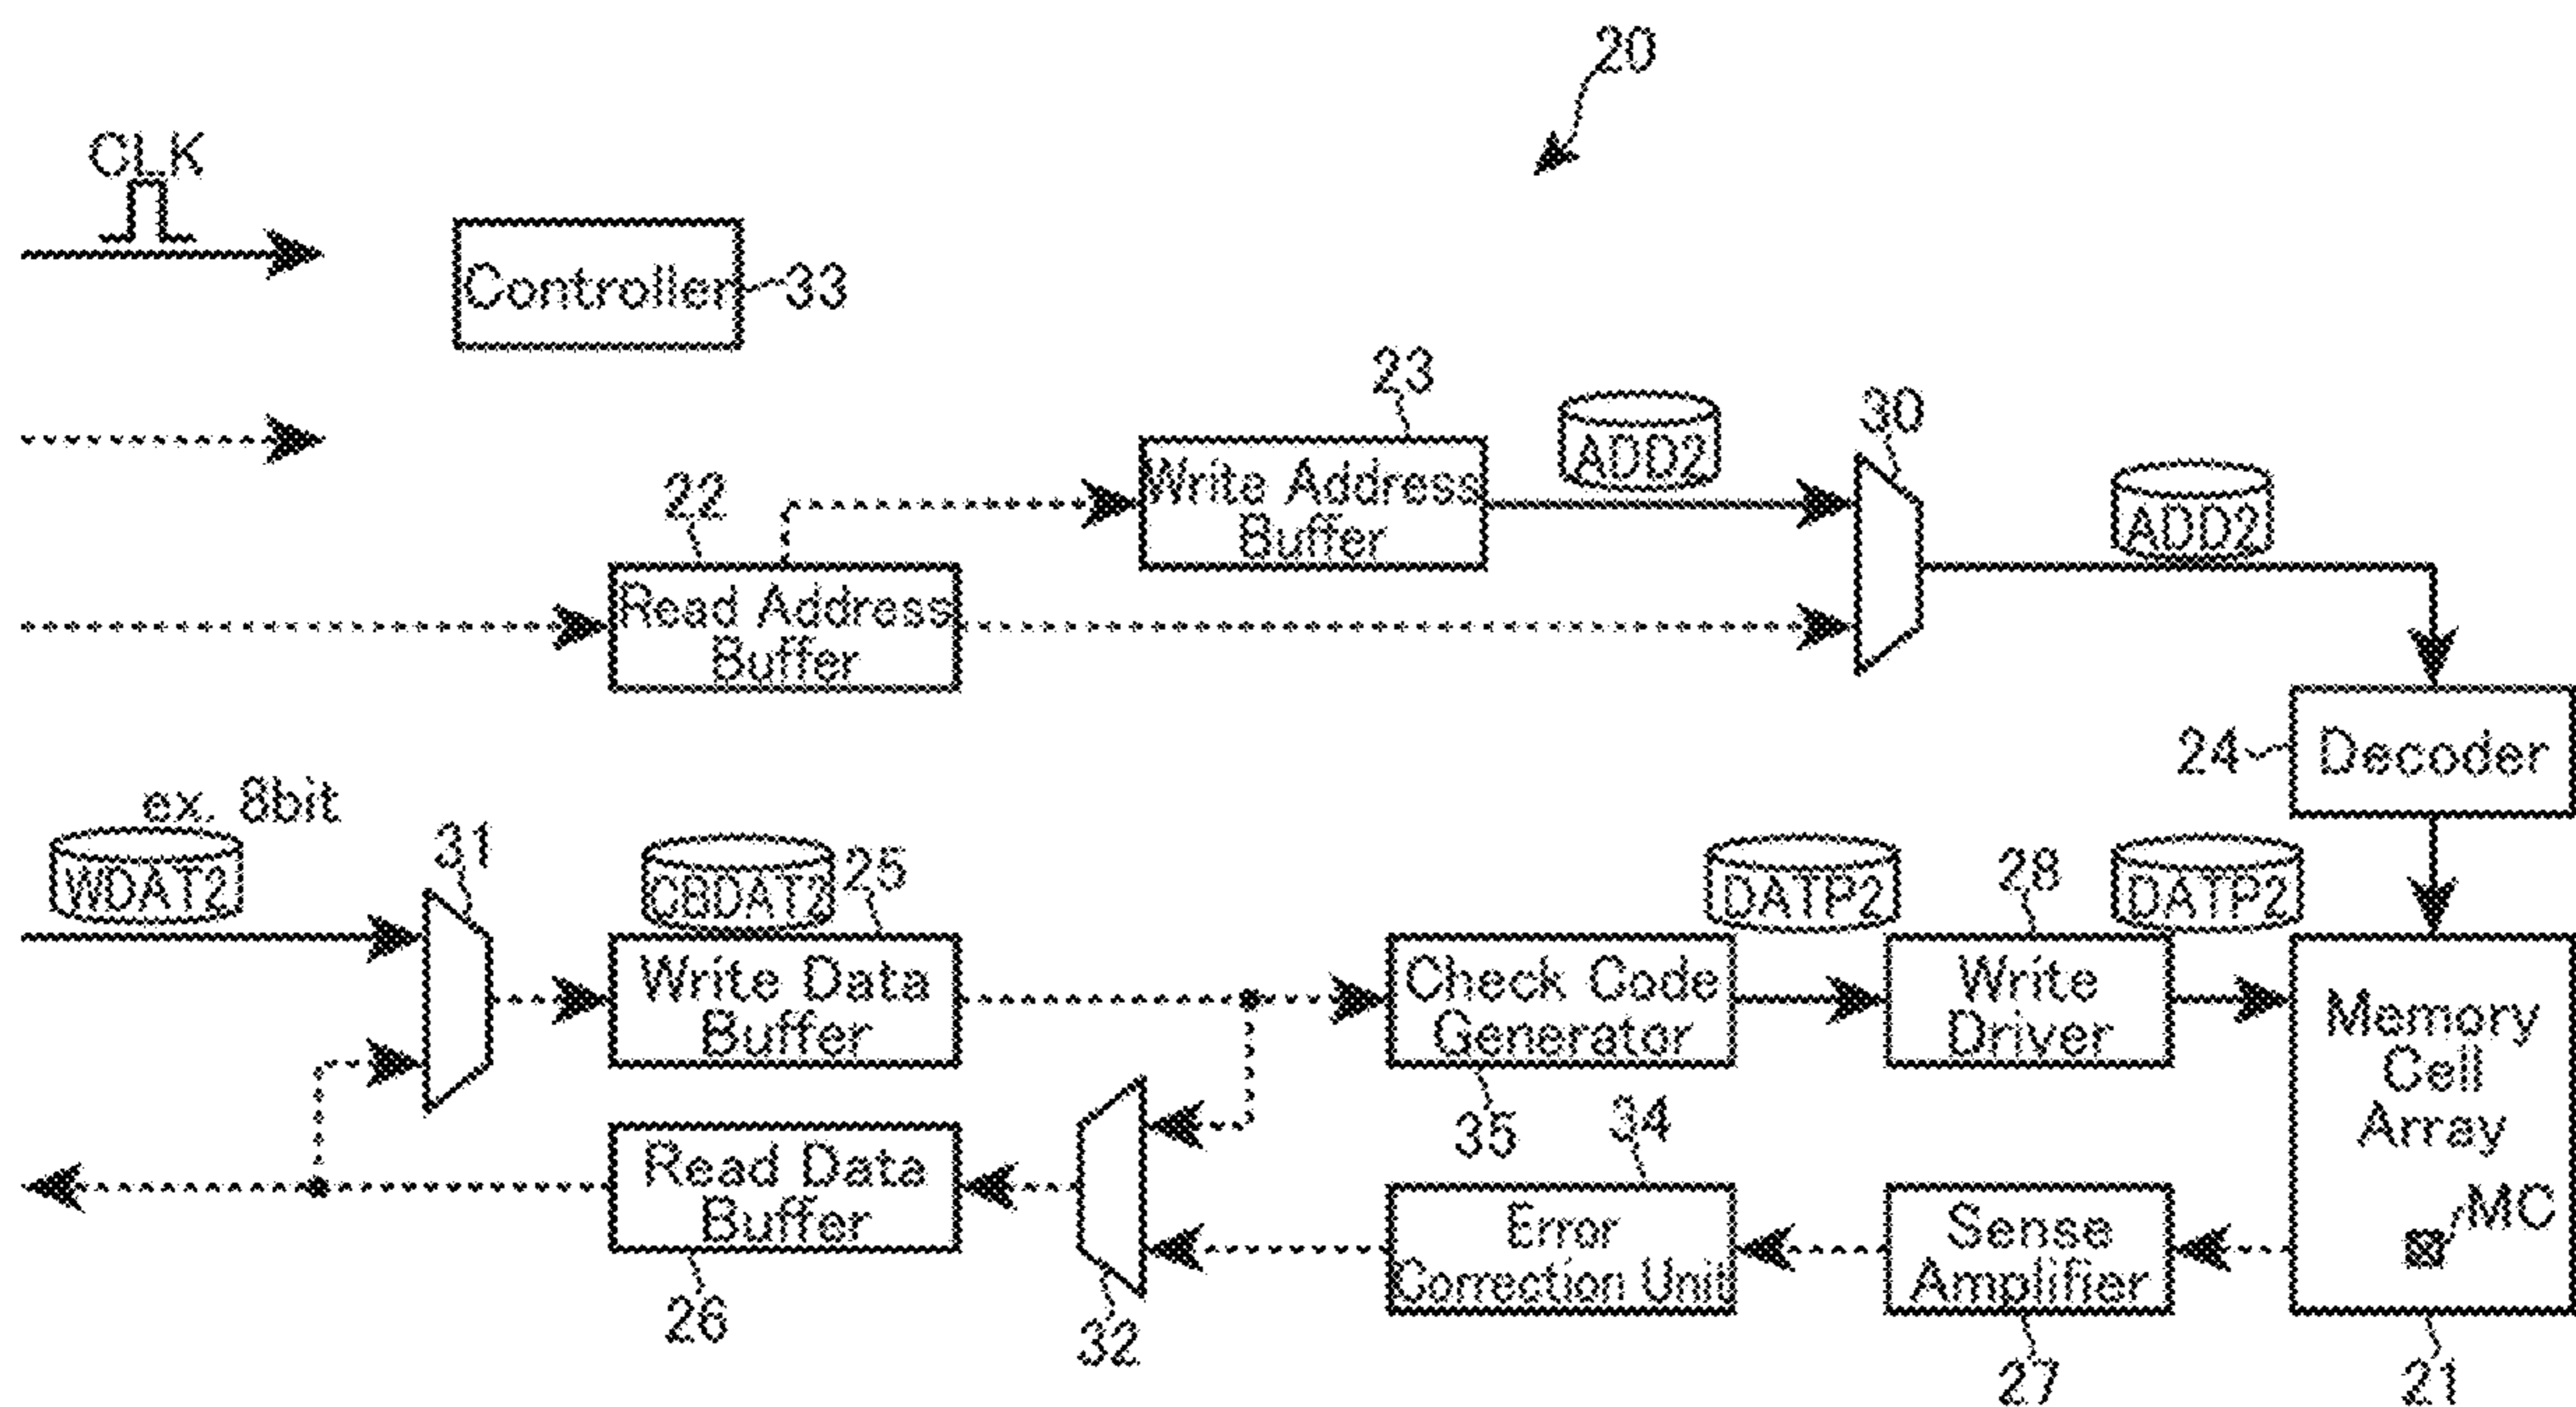 20
CLK
Controller
33
23
ADD2
30
ADD2
22
Write Address
Buffer
Read Address
Buffer
24
Decoder
ex. 8bit
WDAT2
31
CBDAT2
25
DATP2
28
DATP2
Write Data
Buffer
Check Code
Generator
Write
Driver
Memory
Cell
Array
35
34
Read Data
Buffer
Error
Correction Unit
Sense
Amplifier
MC
26
32
27
21